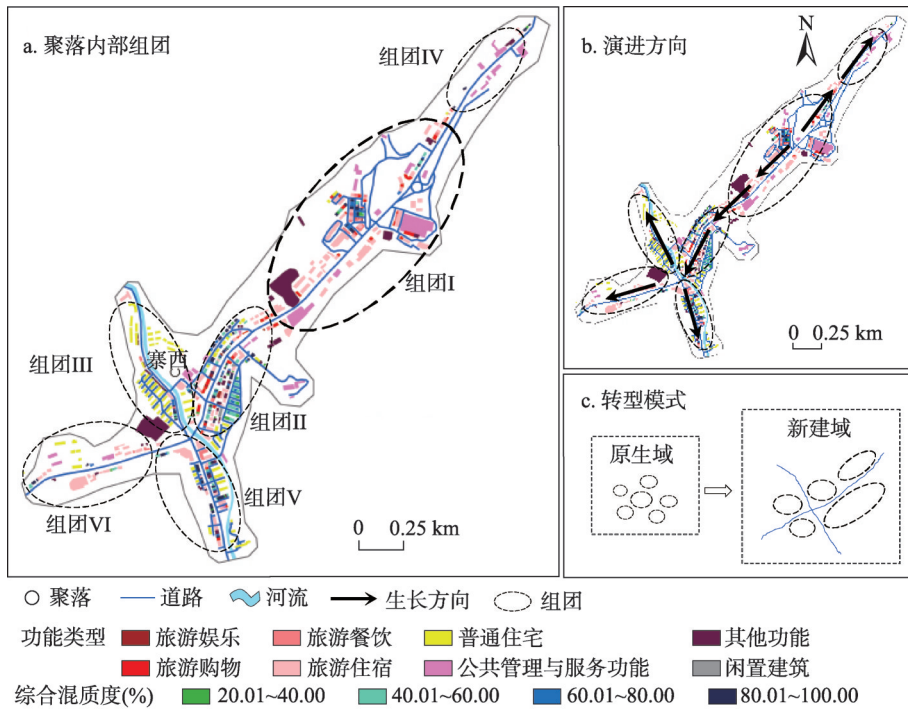 a. 聚落内部组团
组团IV
组团I
组团III
寨西
组团II
组团V
组团VI
0 0.25 km
b. 演进方向
N
0 0.25 km
c. 转型模式
原生域
新建域
聚落 道路 河流 生长方向 组团
功能类型 旅游娱乐 旅游餐饮 普通住宅 其他功能
旅游购物 旅游住宿 公共管理与服务功能 闲置建筑
综合混质度(%) 20.01~40.00 40.01~60.00 60.01~80.00 80.01~100.00